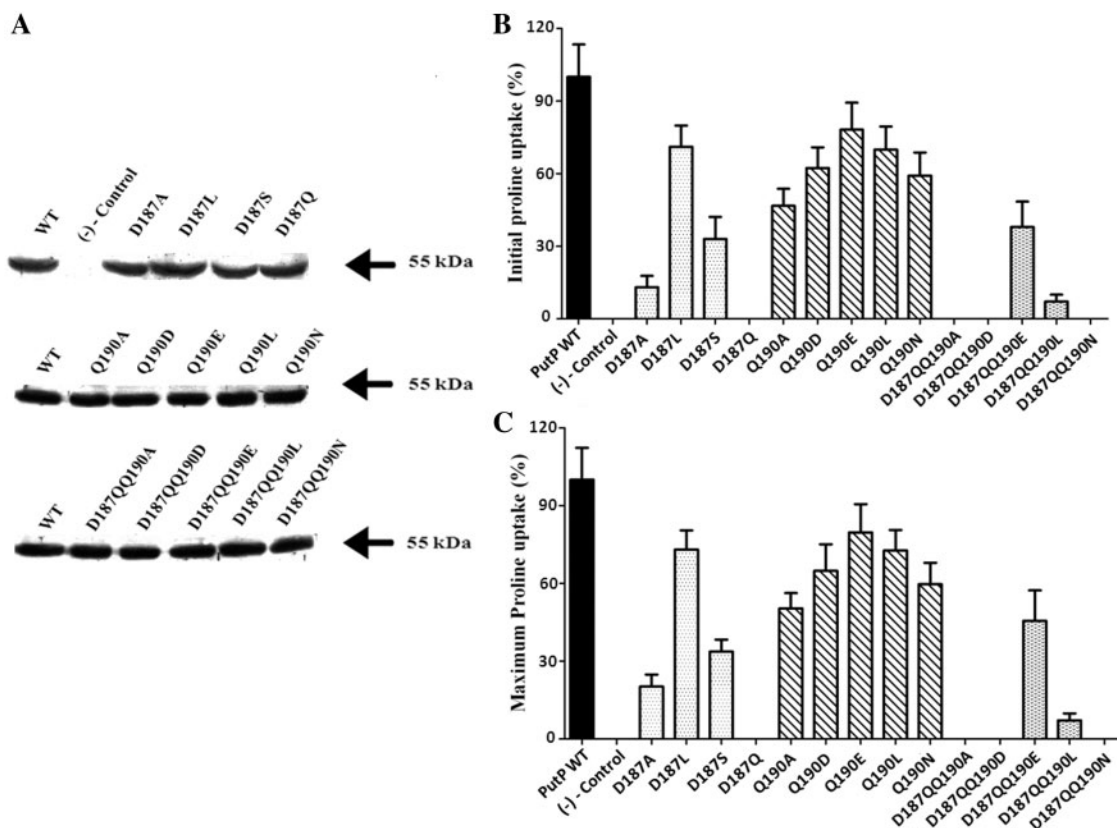 A
WT
(-) - Control
D187A
D187L
D187S
D187Q
55 kDa
WT
Q190A
Q190D
Q190E
Q190L
Q190N
55 kDa
WT
D187QQ190A
D187QQ190D
D187QQ190E
D187QQ190L
D187QQ190N
55 kDa
B
Initial proline uptake (%)
120
90
60
30
0
PutP WT
(-) - Control
D187A
D187L
D187S
D187Q
Q190A
Q190D
Q190E
Q190L
Q190N
D187QQ190A
D187QQ190D
D187QQ190E
D187QQ190L
D187QQ190N
C
Maximum Proline uptake (%)
120
90
60
30
0
PutP WT
(-) - Control
D187A
D187L
D187S
D187Q
Q190A
Q190D
Q190E
Q190L
Q190N
D187QQ190A
D187QQ190D
D187QQ190E
D187QQ190L
D187QQ190N